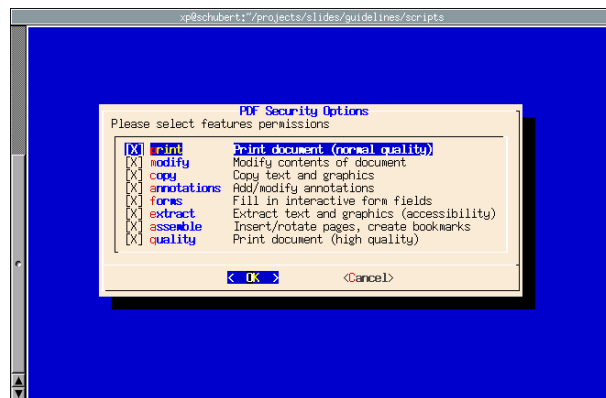 xp@schubert:~/projects/slides/guidelines/scripts
PDF Security Options
Please select features permissions
[X] print Print document (normal quality)
[X] modify Modify contents of document
[X] copy Copy text and graphics
[X] annotations Add/modify annotations
[X] forms Fill in interactive form fields
[X] extract Extract text and graphics (accessibility)
[X] assemble Insert/rotate pages, create bookmarks
[X] quality Print document (high quality)
< OK > <Cancel>